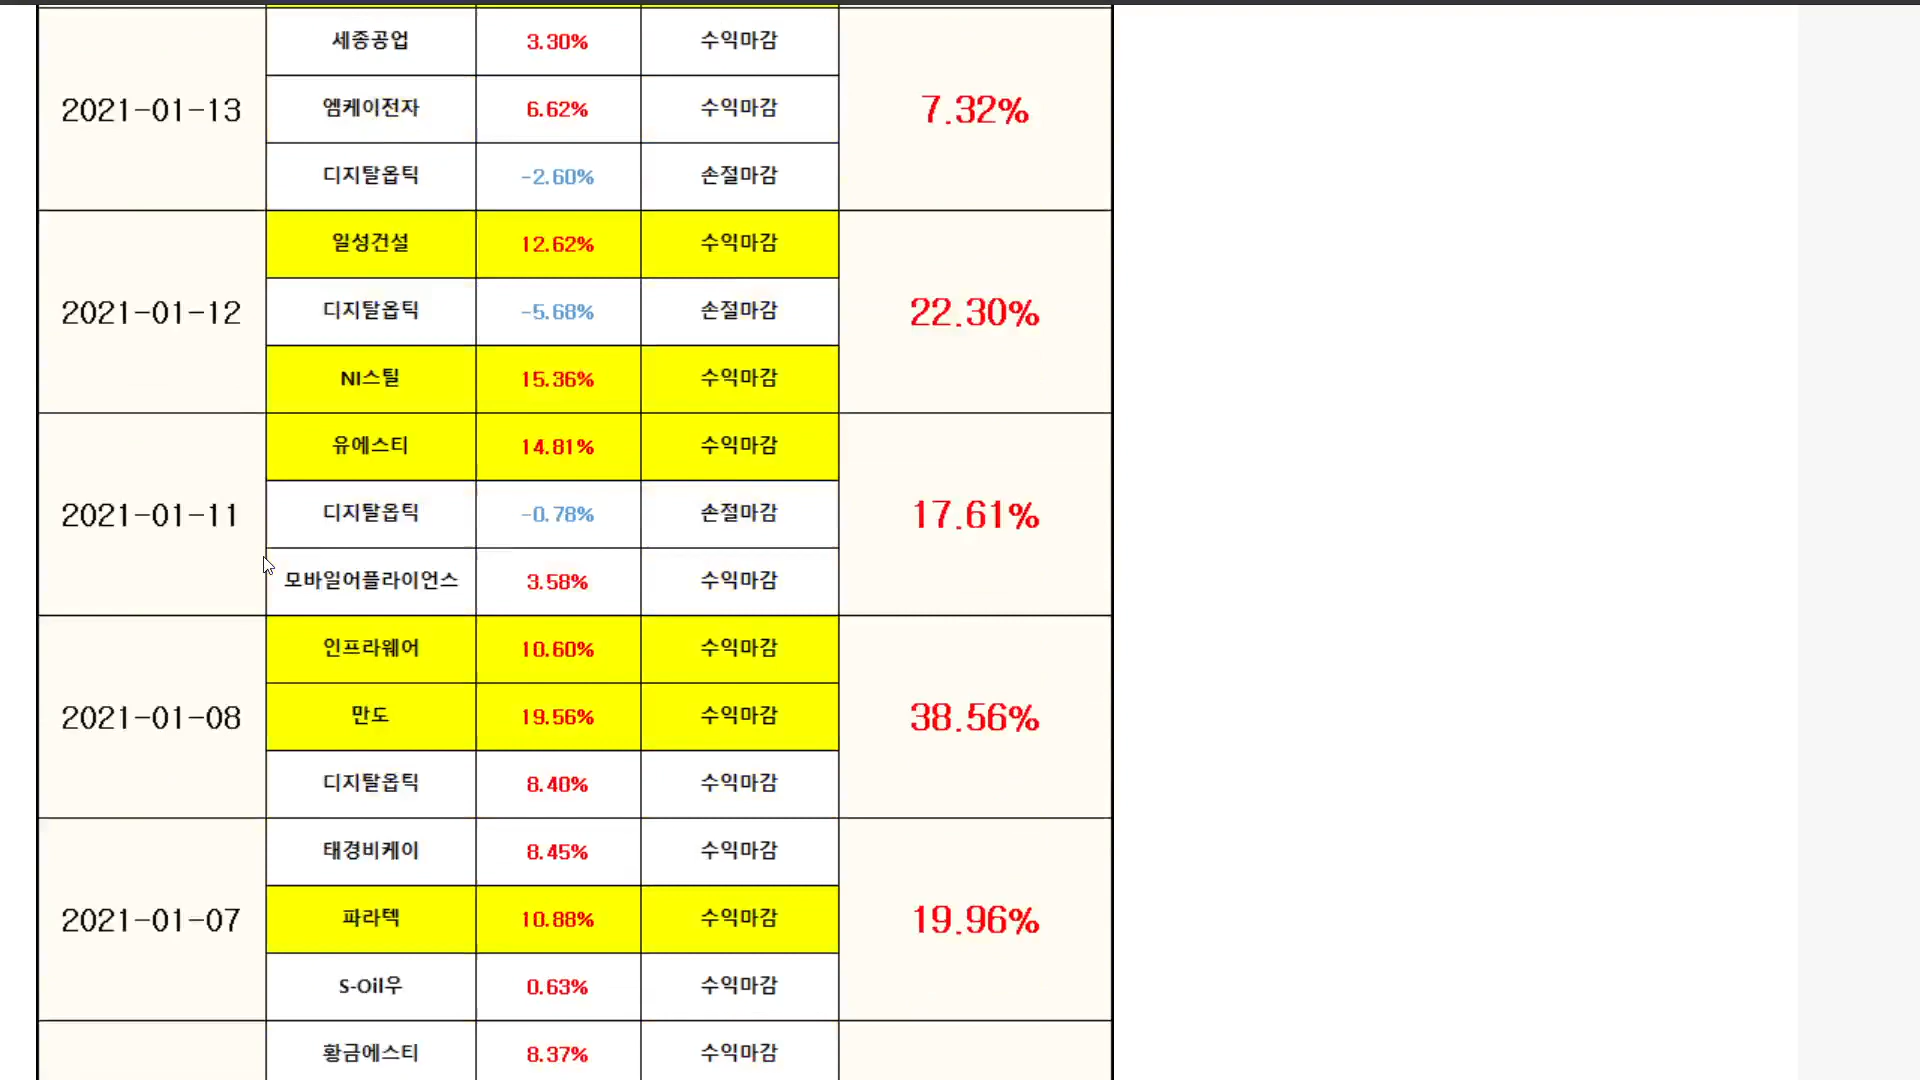 세종공업 3.30% 수익마감
2021-01-13 엠케이전자 6.62% 수익마감 7.32%
디지탈옵틱 -2.60% 손절마감
일성건설 12.62% 수익마감
2021-01-12 디지탈옵틱 -5.68% 손절마감 22.30%
NI스틸 15.36% 수익마감
유에스티 14.81% 수익마감
2021-01-11 디지탈옵틱 -0.78% 손절마감 17.61%
모바일어플라이언스 3.58% 수익마감
인프라웨어 10.60% 수익마감
2021-01-08 만도 19.56% 수익마감 38.56%
디지탈옵틱 8.40% 수익마감
태경비케이 8.45% 수익마감
2021-01-07 파라텍 10.88% 수익마감 19.96%
S-Oil우 0.63% 수익마감
황금에스티 8.37% 수익마감